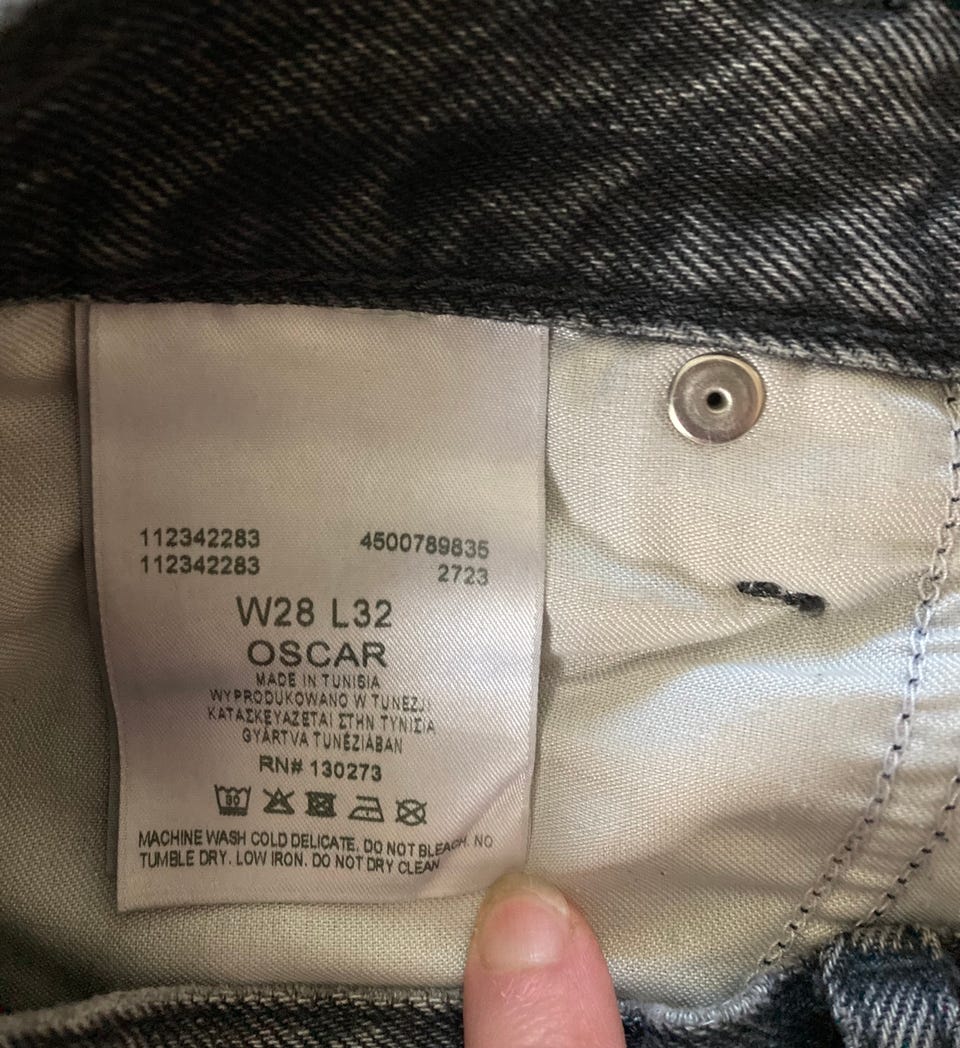 112342283 4500789835
112342283 2723
W28 L32
OSCAR
MADE IN TUNISIA
WYPRODUKOWANO W TUNEZJI
ΚΑΤΑΣΚΕΥΑΖΕΤΑΙ ΣΤΗΝ ΤΥΝΙΣΙΑ
GYÁRTVA TUNÉZIÁBAN
RN# 130273
30
MACHINE WASH COLD DELICATE. DO NOT BLEACH. NO
TUMBLE DRY. LOW IRON. DO NOT DRY CLEAN